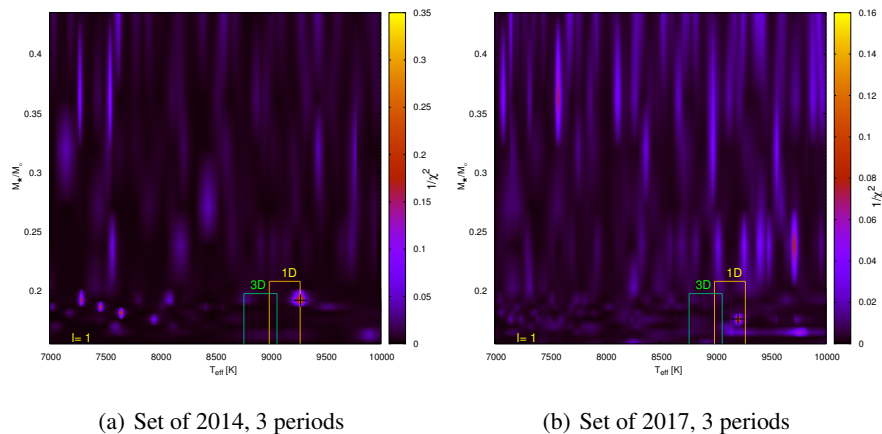 0.4
0.35
0.3
0.25
0.2
M★/M☉
3D
1D
l= 1
7000 7500 8000 8500 9000 9500 10000
Teff [K]
0.35
0.3
0.25
0.2
0.15
0.1
0.05
0
1/χ²
(a) Set of 2014, 3 periods
0.4
0.35
0.3
0.25
0.2
M★/M☉
3D
1D
l= 1
7000 7500 8000 8500 9000 9500 10000
Teff [K]
0.16
0.14
0.12
0.1
0.08
0.06
0.04
0.02
0
1/χ²
(b) Set of 2017, 3 periods